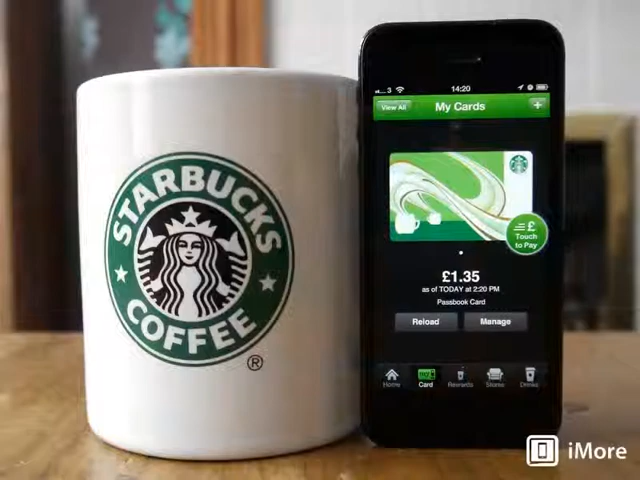 STARBUCKS
COFFEE
®
3
14:20
View All
My Cards
+
£
Touch
to Pay
£1.35
as of TODAY at 2:20 PM
Passbook Card
Reload
Manage
Home
Card
Rewards
Stores
Drinks
iMore